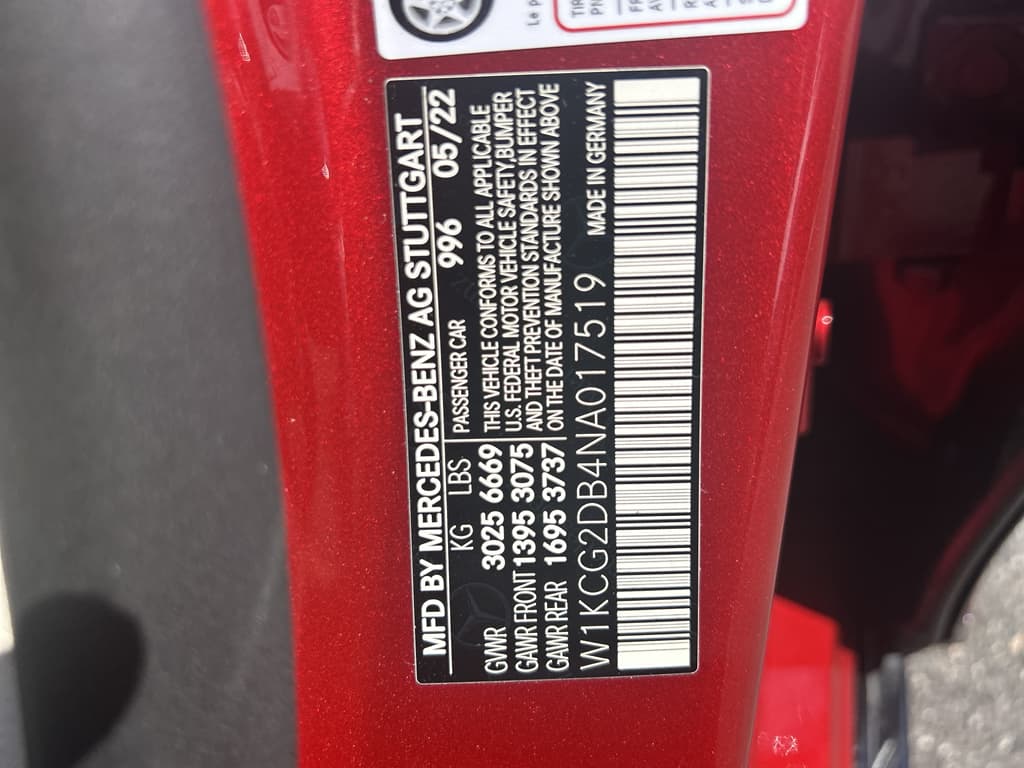 MFD BY MERCEDES-BENZ AG STUTTGART
KG LBS PASSENGER CAR 996 05/22
GVWR 3025 6669
GAWR FRONT 1395 3075
GAWR REAR 1695 3737
THIS VEHICLE CONFORMS TO ALL APPLICABLE
U.S. FEDERAL MOTOR VEHICLE SAFETY,BUMPER
AND THEFT PREVENTION STANDARDS IN EFFECT
ON THE DATE OF MANUFACTURE SHOWN ABOVE
W1KCG2DB4NA017519 MADE IN GERMANY
Le